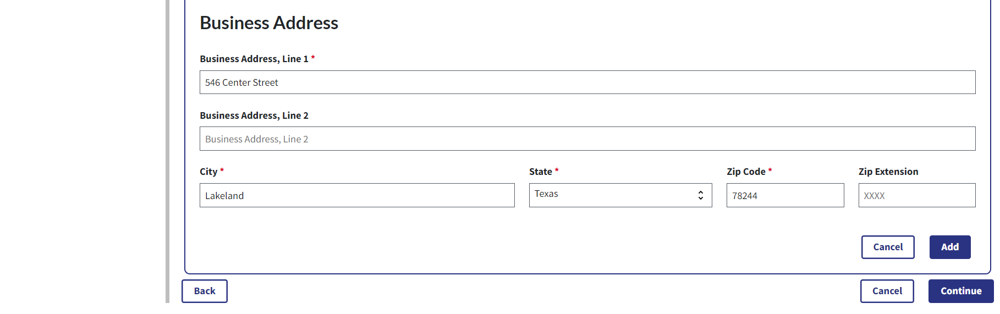 Business Address
Business Address, Line 1 *
546 Center Street
Business Address, Line 2
Business Address, Line 2
City * State * Zip Code * Zip Extension
Lakeland Texas 78244 XXXX
Cancel Add
Back Cancel Continue